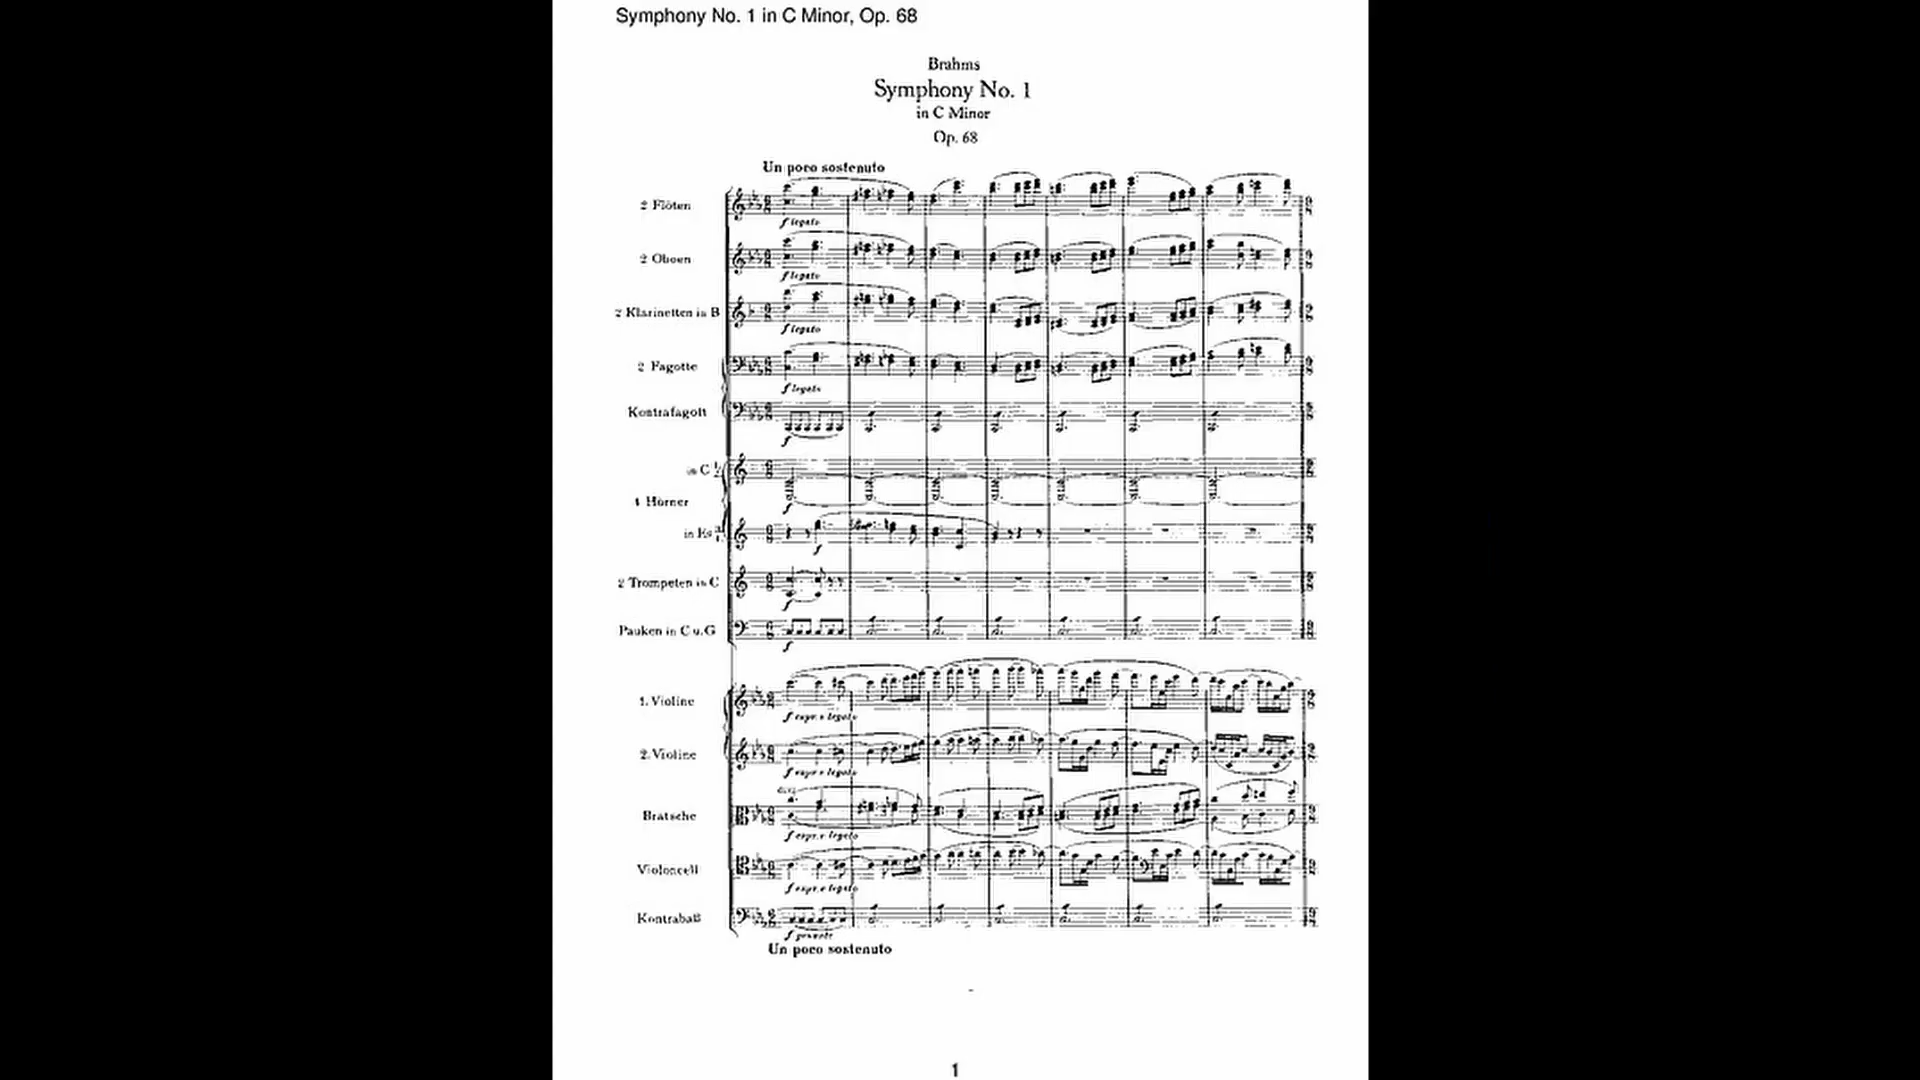 Symphony No. 1 in C Minor, Op. 68
Brahms
Symphony No. 1
in C Minor
Op. 68
Un poco sostenuto
2 Flöten
f legato
2 Oboen
f legato
2 Klarinetten in B
f legato
2 Fagotte
f legato
Kontrafagott
f
in C
4 Hörner
f
in Es
f
2 Trompeten in C
f
Pauken in C u. G
f
1. Violine
f espr. e legato
2. Violine
f espr. e legato
Bratsche
f espr. e legato
Violoncell
f espr. e legato
Kontrabaß
f pesante
Un poco sostenuto
1